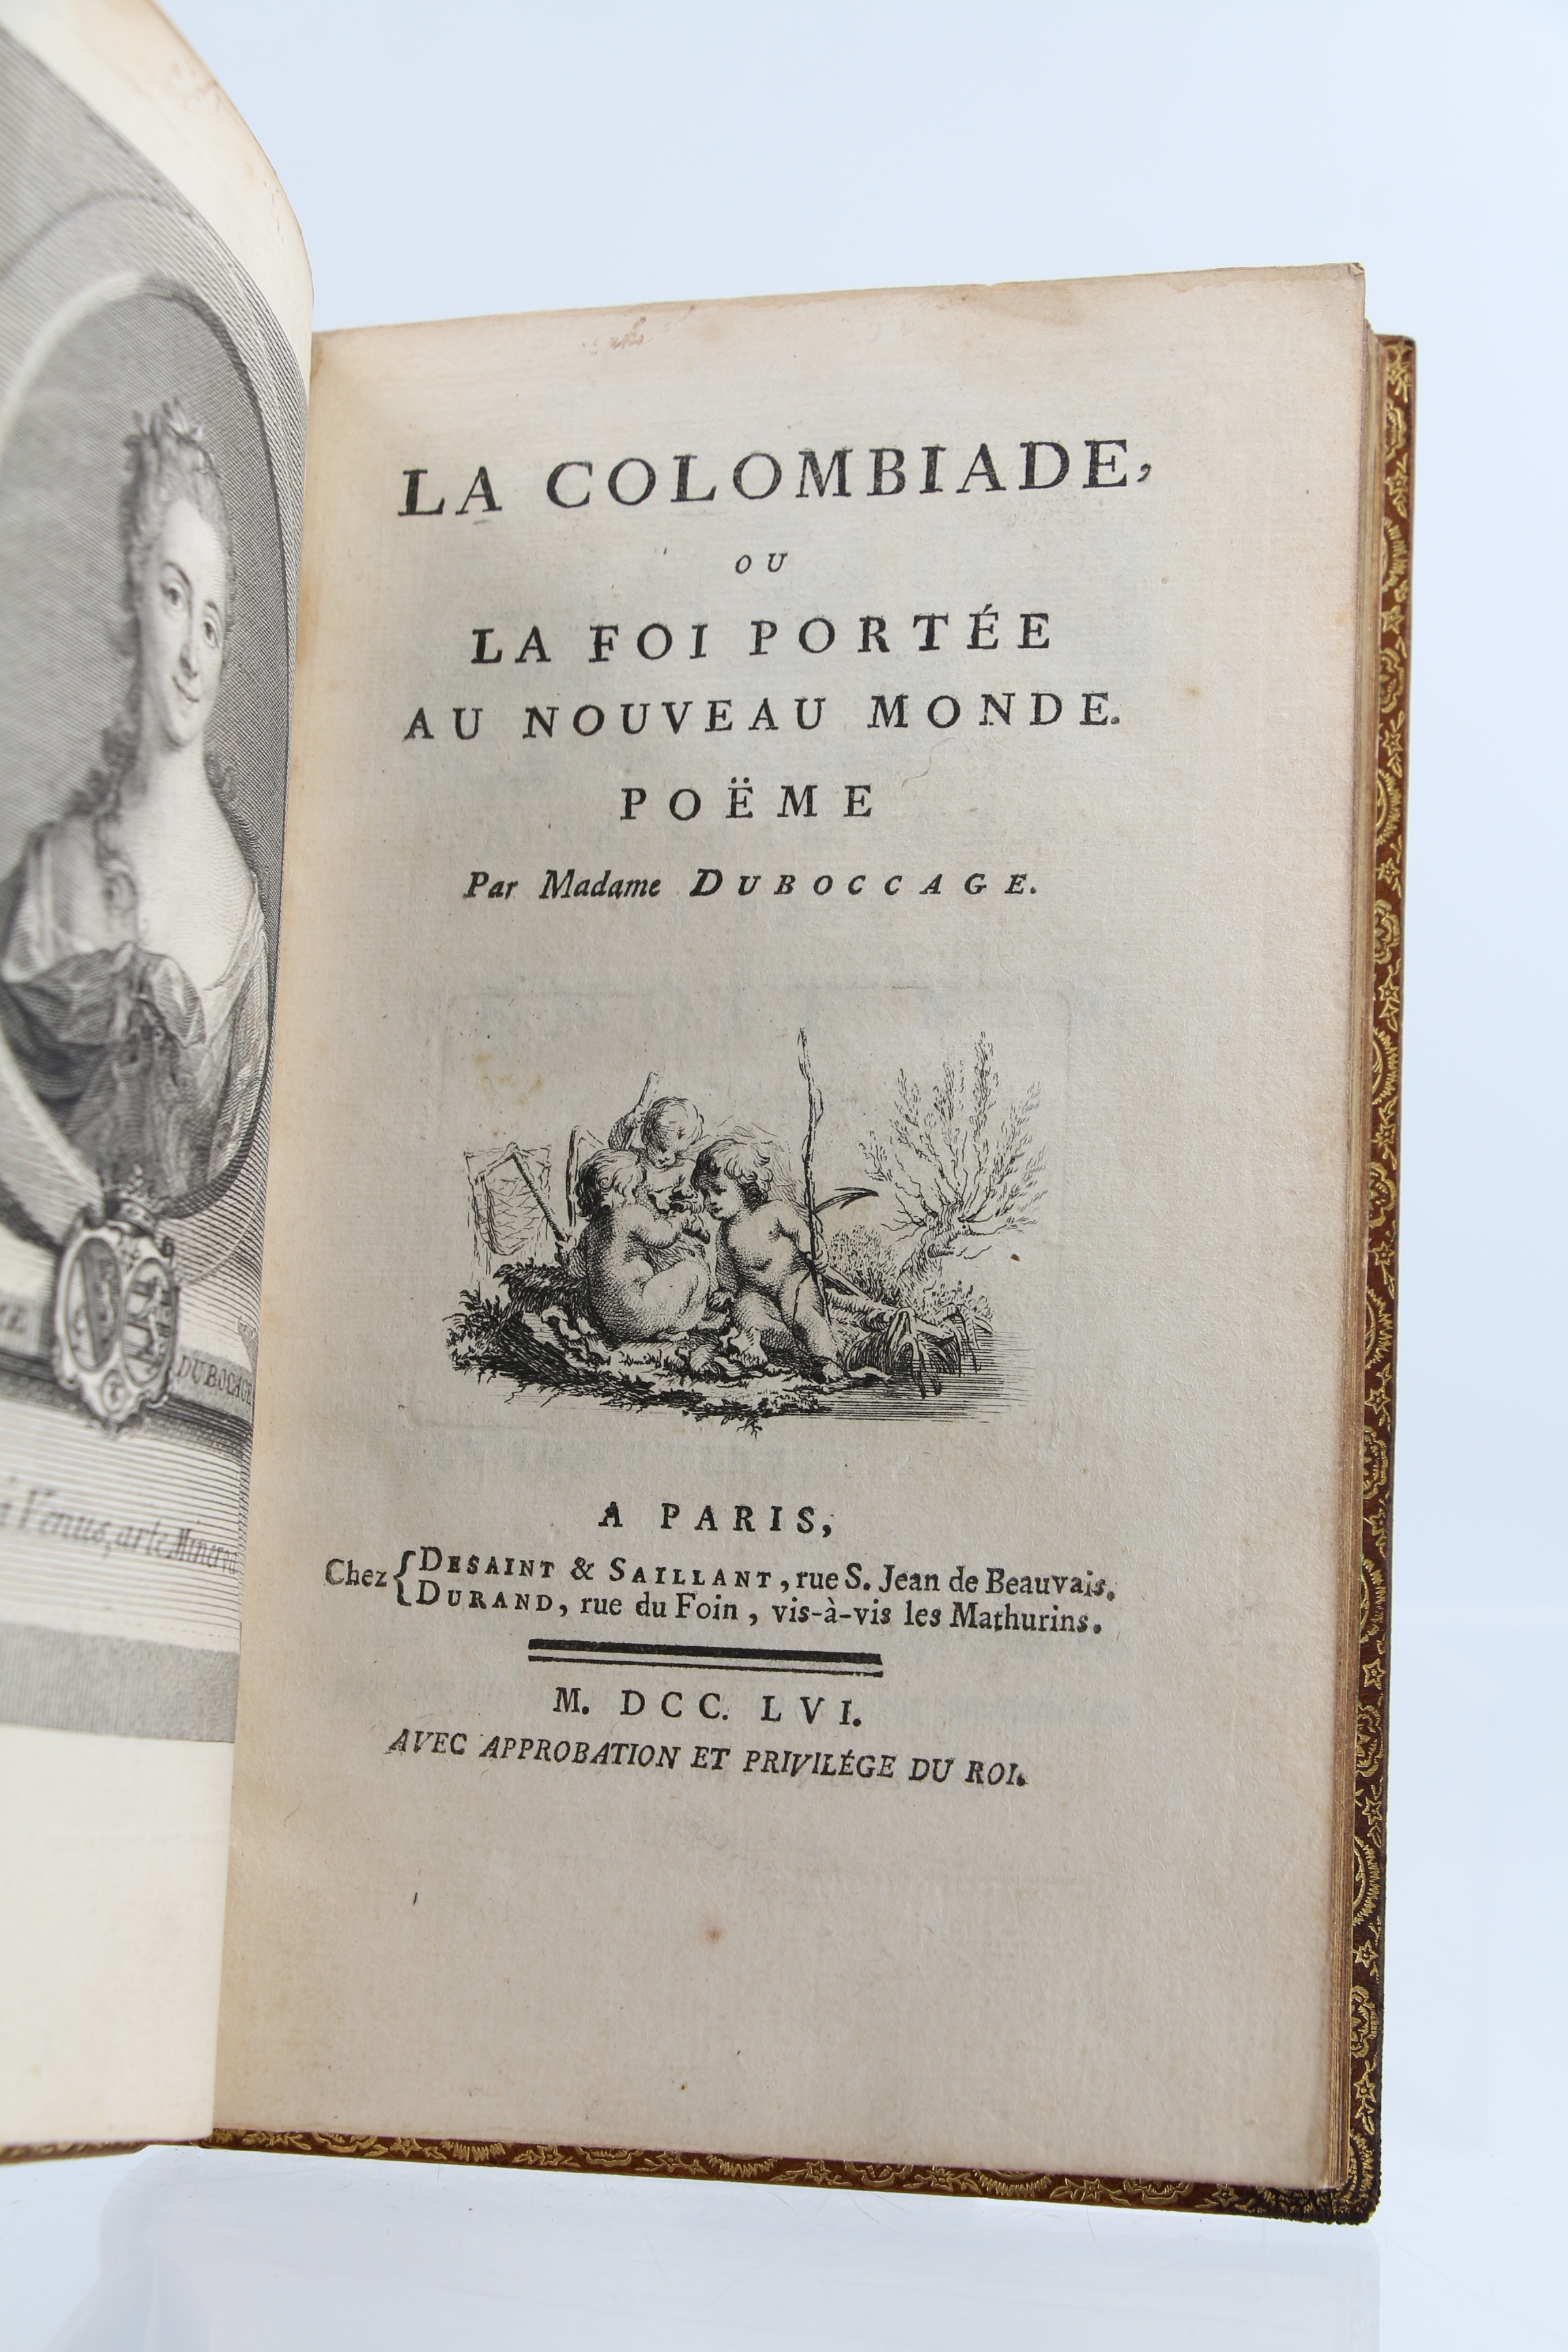 DUBOCAGE
Venus, arte Minerva
LA COLOMBIADE,
OU
LA FOI PORTÉE
AU NOUVEAU MONDE.
POËME
Par Madame DUBOCCAGE.
A PARIS,
Chez { DESAINT & SAILLANT, rue S. Jean de Beauvais.
DURAND, rue du Foin, vis-à-vis les Mathurins.
M. DCC. LVI.
AVEC APPROBATION ET PRIVILÉGE DU ROI.